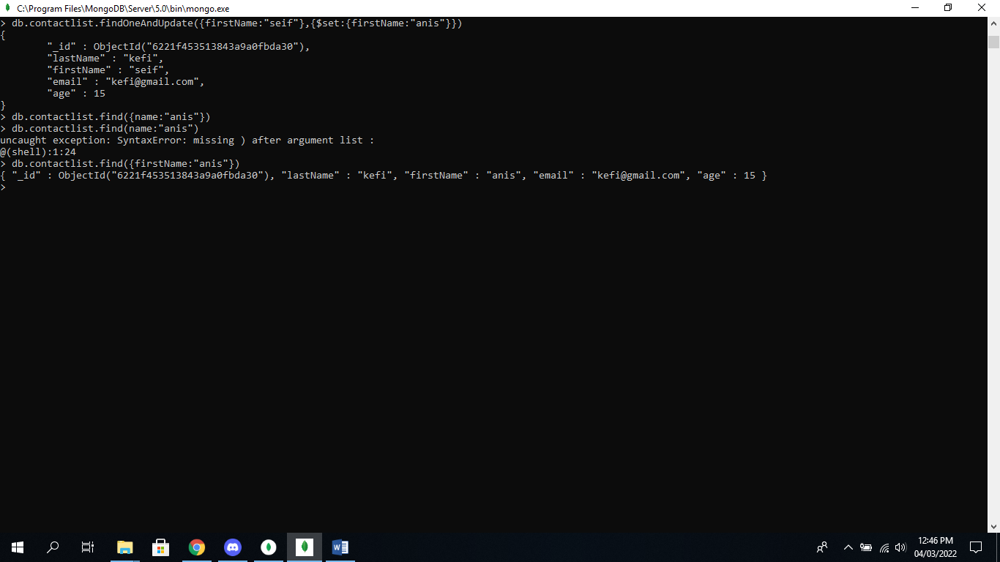 C:\Program Files\MongoDB\Server\5.0\bin\mongo.exe
> db.contactlist.findOneAndUpdate({firstName:"seif"},{$set:{firstName:"anis"}})
{
        "_id" : ObjectId("6221f453513843a9a0fbda30"),
        "lastName" : "kefi",
        "firstName" : "seif",
        "email" : "kefi@gmail.com",
        "age" : 15
}
> db.contactlist.find({name:"anis"})
> db.contactlist.find(name:"anis")
uncaught exception: SyntaxError: missing ) after argument list :
@(shell):1:24
> db.contactlist.find({firstName:"anis"})
{ "_id" : ObjectId("6221f453513843a9a0fbda30"), "lastName" : "kefi", "firstName" : "anis", "email" : "kefi@gmail.com", "age" : 15 }
>
12:46 PM
04/03/2022